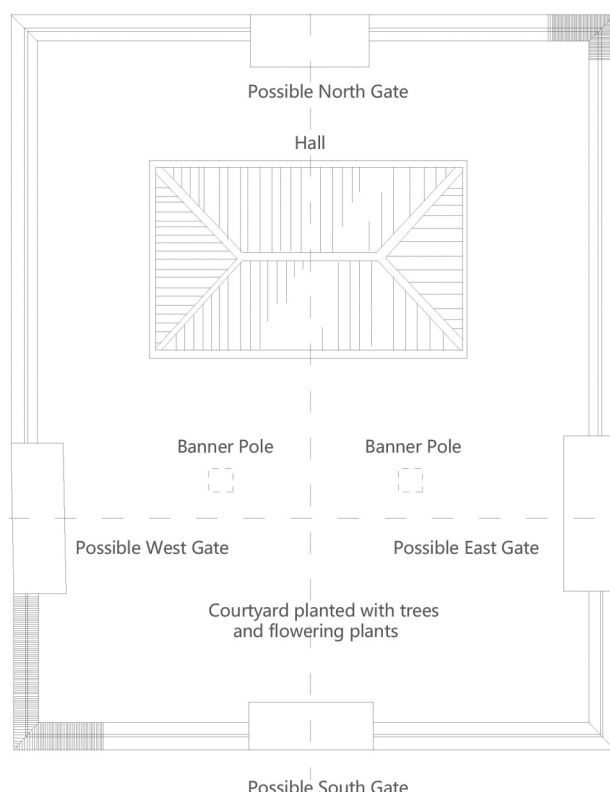 Possible North Gate
Hall
Banner Pole
Banner Pole
Possible West Gate
Possible East Gate
Courtyard planted with trees
and flowering plants
Possible South Gate